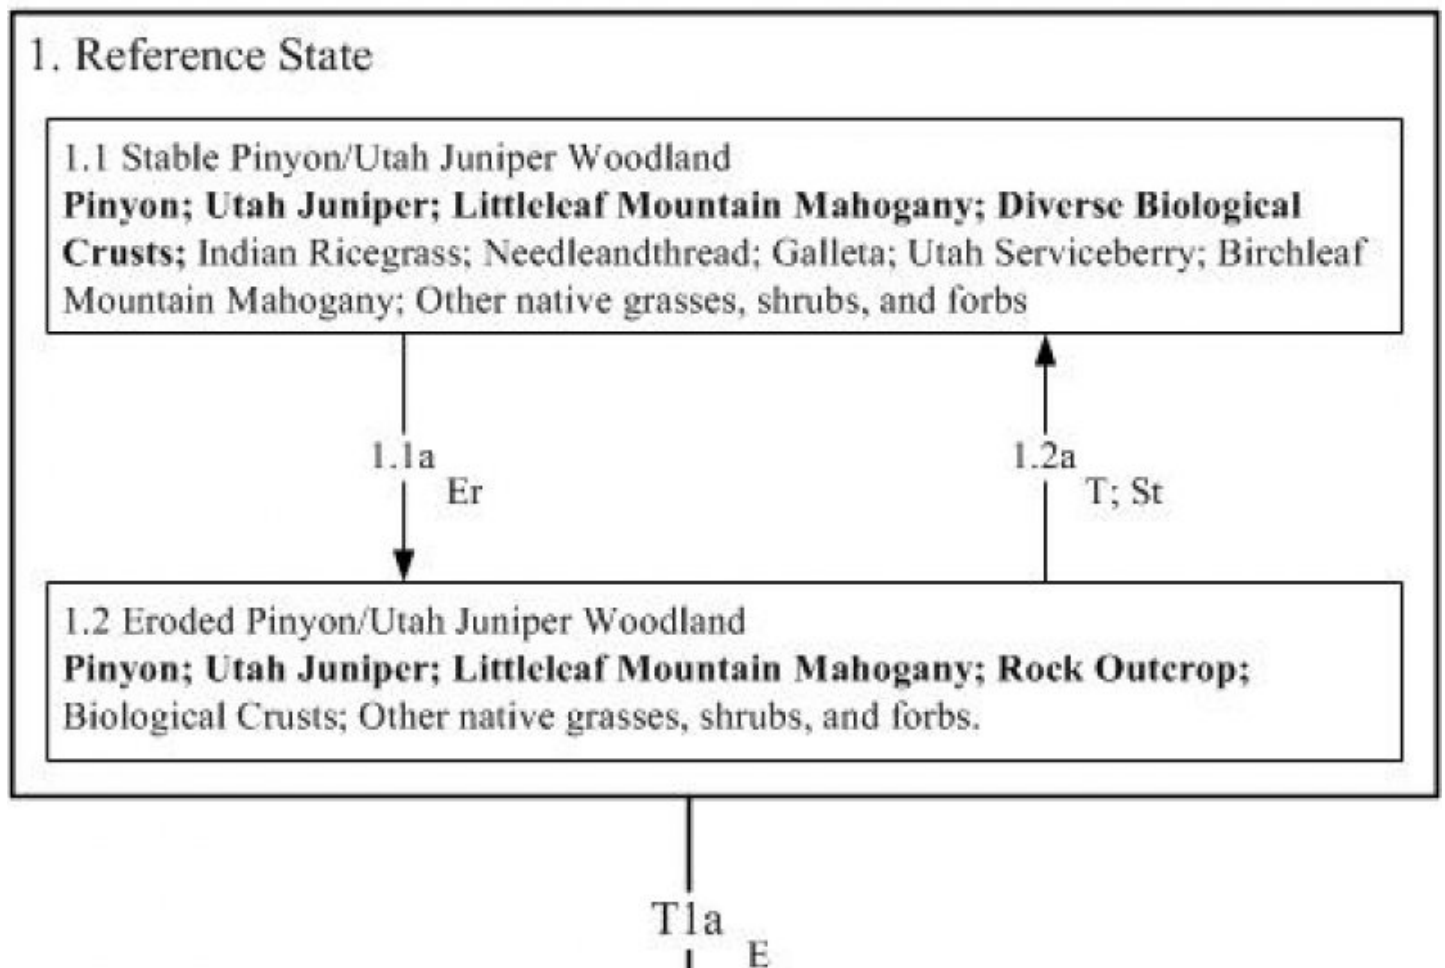 1. Reference State
1.1 Stable Pinyon/Utah Juniper Woodland
Pinyon; Utah Juniper; Littleleaf Mountain Mahogany; Diverse Biological
Crusts; Indian Ricegrass; Needleandthread; Galleta; Utah Serviceberry; Birchleaf
Mountain Mahogany; Other native grasses, shrubs, and forbs
1.1a
Er
1.2a
T; St
1.2 Eroded Pinyon/Utah Juniper Woodland
Pinyon; Utah Juniper; Littleleaf Mountain Mahogany; Rock Outcrop;
Biological Crusts; Other native grasses, shrubs, and forbs.
T1a
E